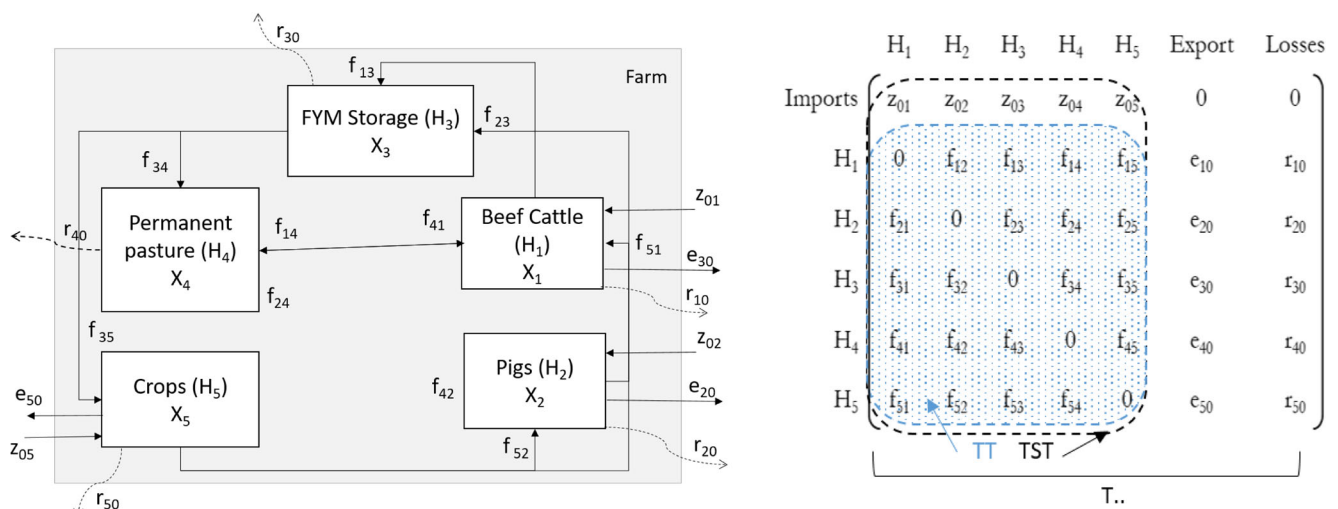 r₃₀
Farm
f₁₃
FYM Storage (H₃)
X₃
f₂₃
f₃₄
Permanent
pasture (H₄)
X₄
r₄₀
f₁₄
f₂₄
f₄₁
Beef Cattle
(H₁)
X₁
z₀₁
f₅₁
e₃₀
r₁₀
f₃₅
Crops (H₅)
X₅
e₅₀
z₀₅
r₅₀
f₄₂
Pigs (H₂)
X₂
z₀₂
e₂₀
f₅₂
r₂₀
H₁ H₂ H₃ H₄ H₅ Export Losses
Imports z₀₁ z₀₂ z₀₃ z₀₄ z₀₅ 0 0
H₁ 0 f₁₂ f₁₃ f₁₄ f₁₅ e₁₀ r₁₀
H₂ f₂₁ 0 f₂₃ f₂₄ f₂₅ e₂₀ r₂₀
H₃ f₃₁ f₃₂ 0 f₃₄ f₃₅ e₃₀ r₃₀
H₄ f₄₁ f₄₂ f₄₃ 0 f₄₅ e₄₀ r₄₀
H₅ f₅₁ f₅₂ f₅₃ f₅₄ 0 e₅₀ r₅₀
TT TST
T..